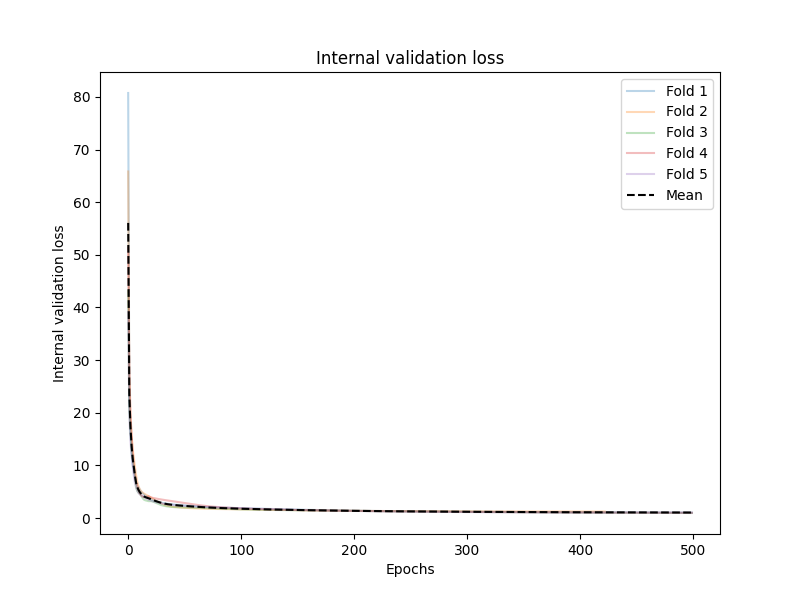 Internal validation loss
Fold 1
Fold 2
Fold 3
Fold 4
Fold 5
Mean
Internal validation loss
80
70
60
50
40
30
20
10
0
0 100 200 300 400 500
Epochs